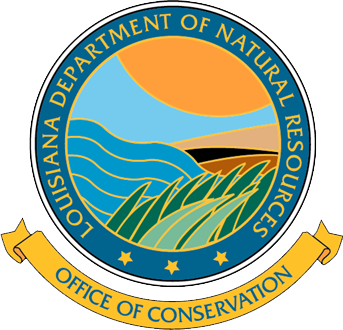 LOUISIANA DEPARTMENT OF NATURAL RESOURCES
OFFICE OF CONSERVATION